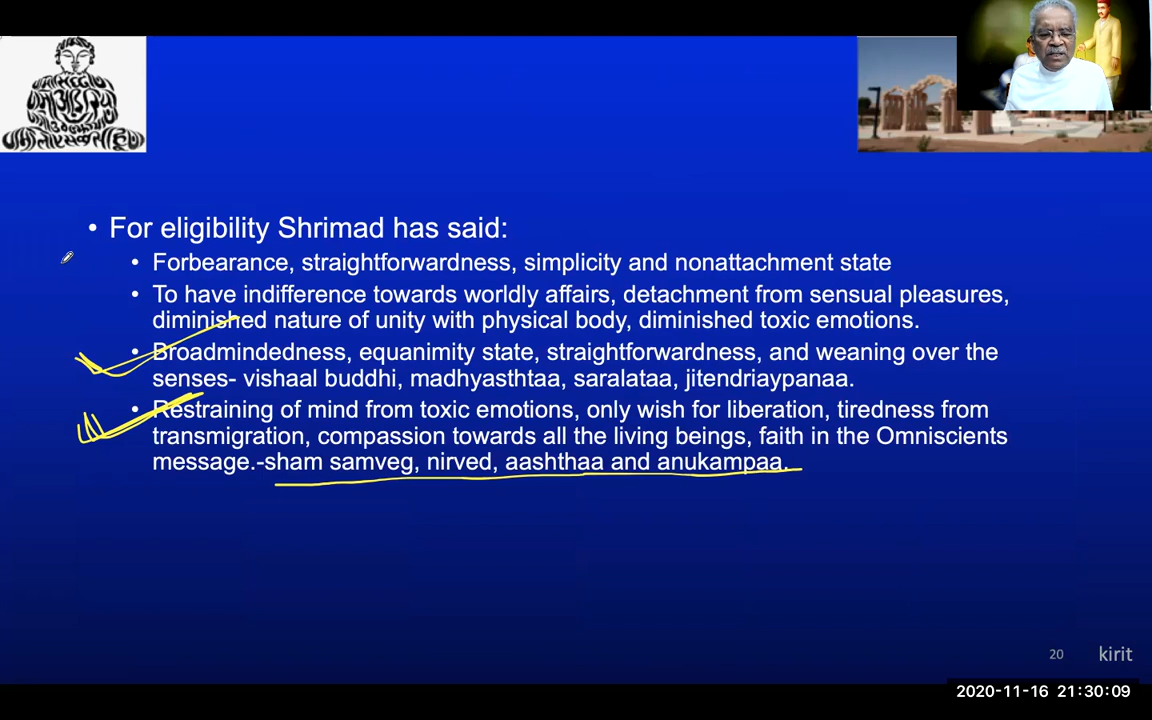 • For eligibility Shrimad has said:
• Forbearance, straightforwardness, simplicity and nonattachment state
• To have indifference towards worldly affairs, detachment from sensual pleasures,
diminished nature of unity with physical body, diminished toxic emotions.
• Broadmindedness, equanimity state, straightforwardness, and weaning over the
senses- vishaal buddhi, madhyasthtaa, saralataa, jitendriaypanaa.
• Restraining of mind from toxic emotions, only wish for liberation, tiredness from
transmigration, compassion towards all the living beings, faith in the Omniscients
message.-sham samveg, nirved, aashthaa and anukampaa.
20 kirit
2020-11-16 21:30:09